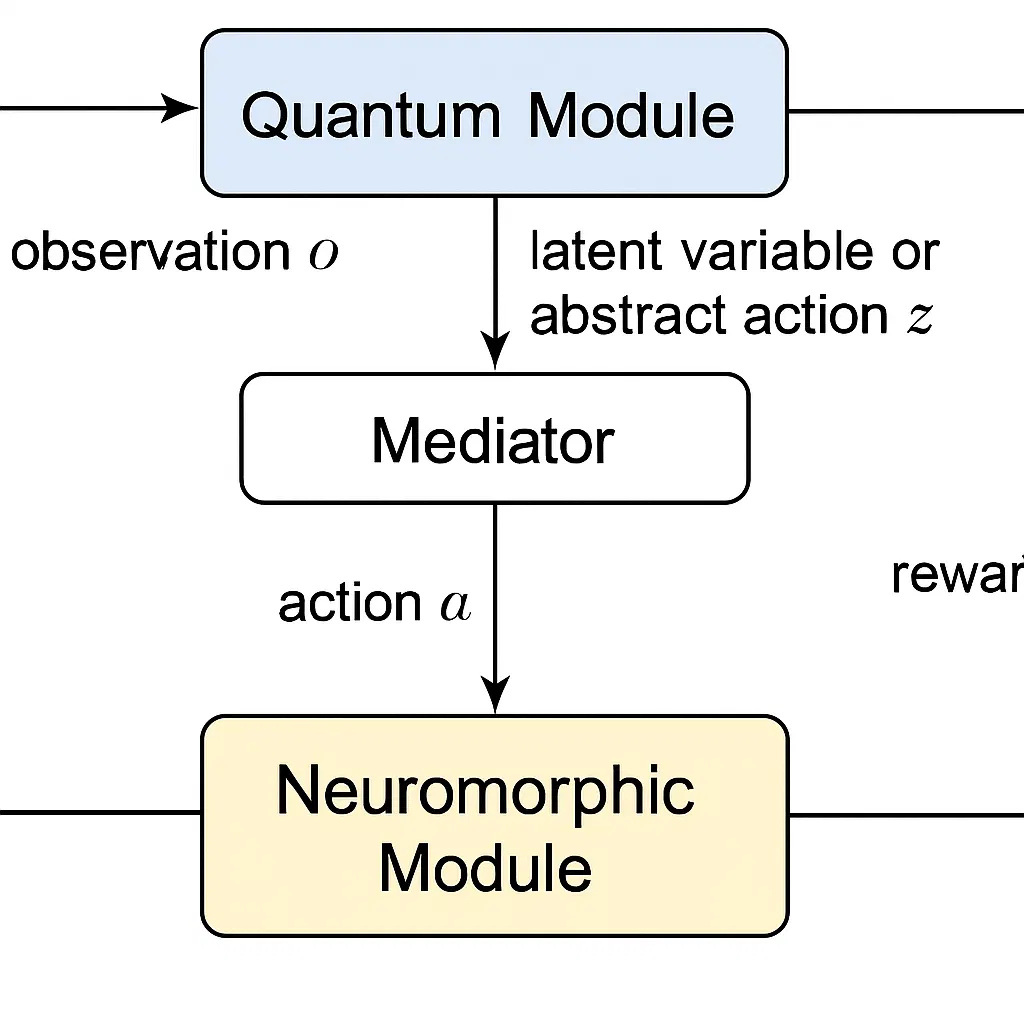 Quantum Module
observation o
latent variable or
abstract action z
Mediator
action a
Neuromorphic
Module